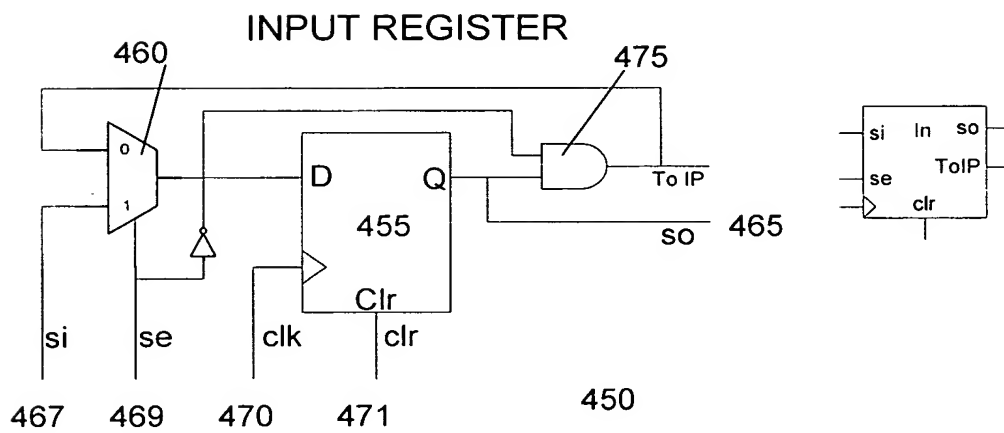 INPUT REGISTER
460
475
0
1
D
Q
455
Clr
To IP
so
465
si
se
clk
clr
467
469
470
471
450
si
In
so
se
ToIP
clr